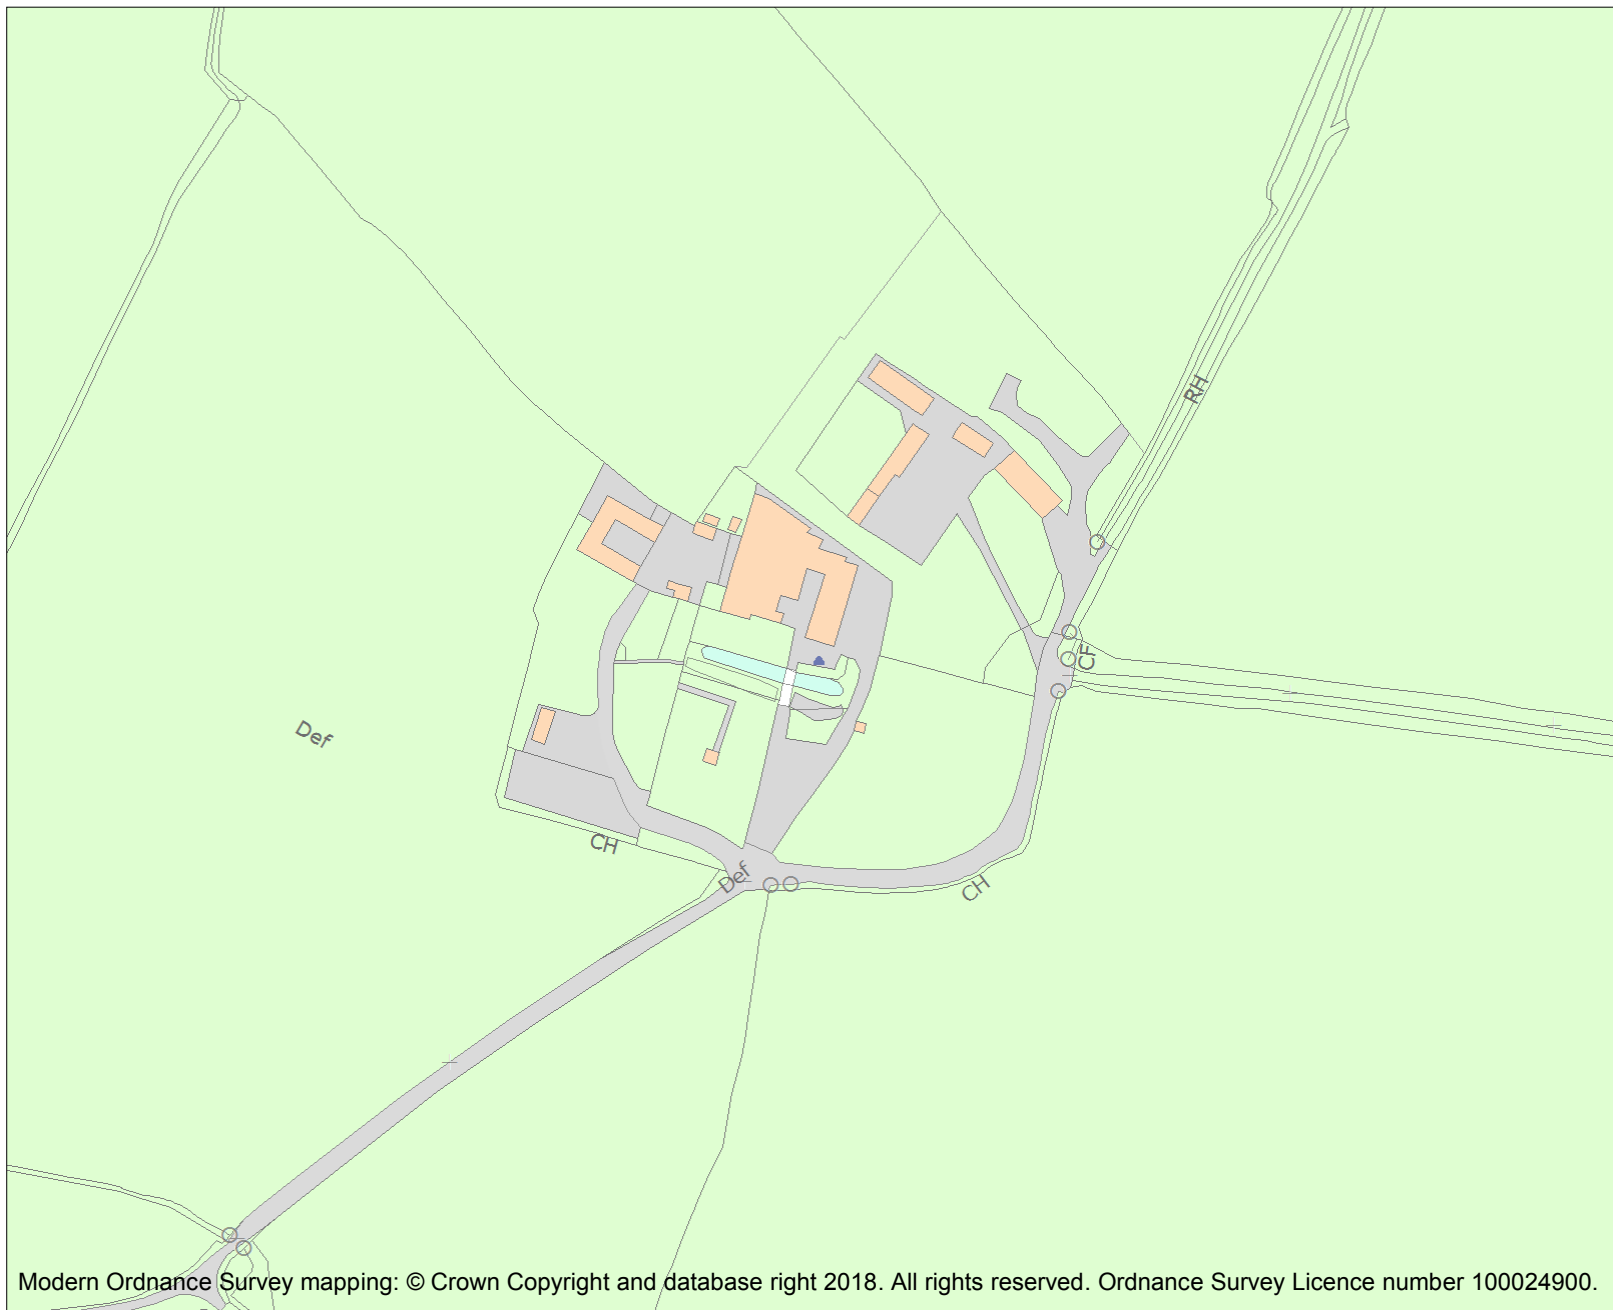 RH
CF
Def
CH
Def
CH
Modern Ordnance Survey mapping: © Crown Copyright and database right 2018. All rights reserved. Ordnance Survey Licence number 100024900.